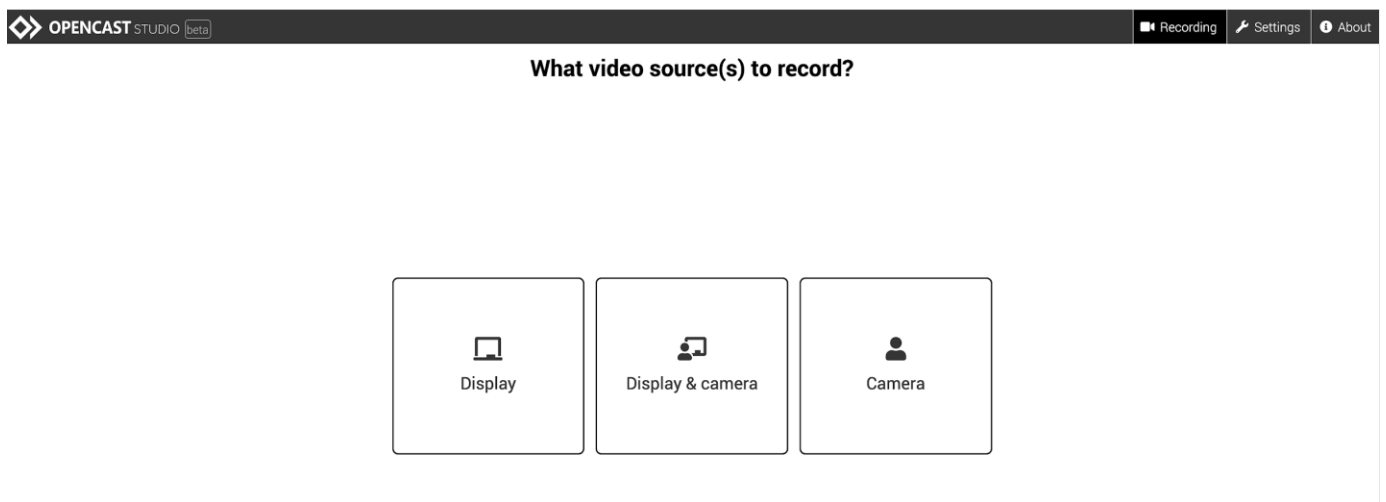 OPENCAST STUDIO beta
Recording
Settings
About
What video source(s) to record?
Display
Display & camera
Camera